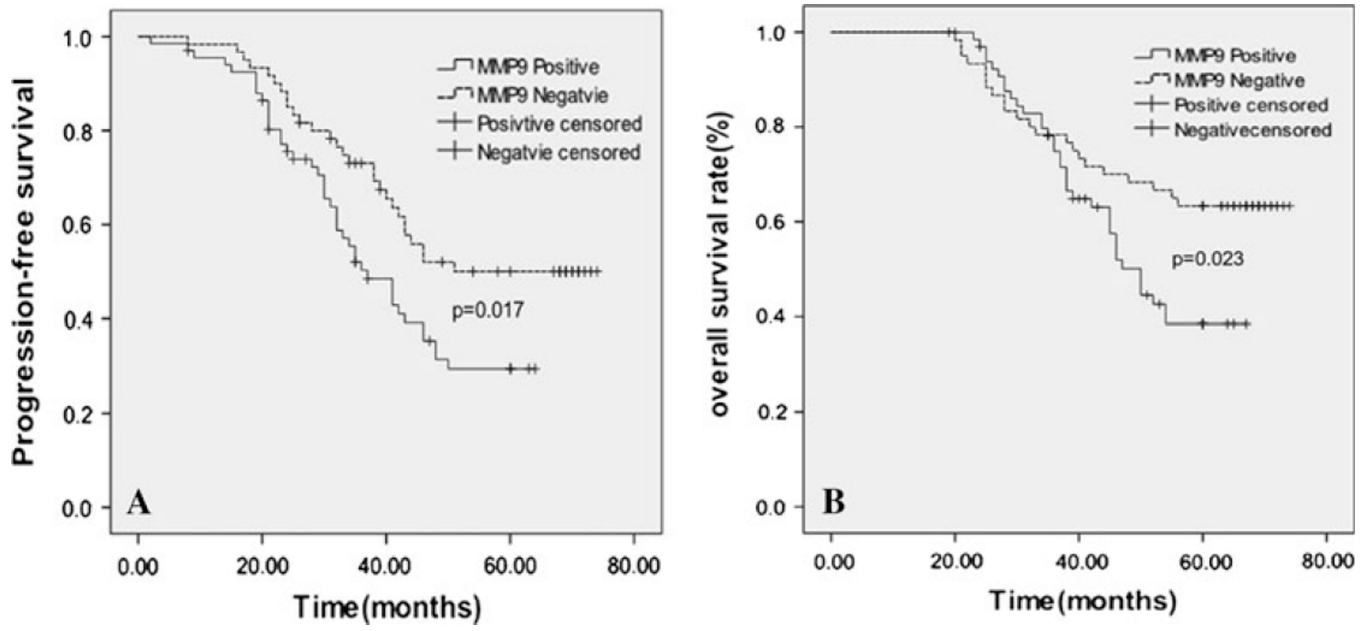 Progression-free survival
1.0
0.8
0.6
0.4
0.2
0.0
MMP9 Positive
MMP9 Negatvie
Posivtive censored
Negatvie censored
p=0.017
A
0.00 20.00 40.00 60.00 80.00
Time(months)
overall survival rate(%)
1.0
0.8
0.6
0.4
0.2
0.0
MMP9 Positive
MMP9 Negative
Positive censored
Negativecensored
p=0.023
B
0.00 20.00 40.00 60.00 80.00
Time(months)